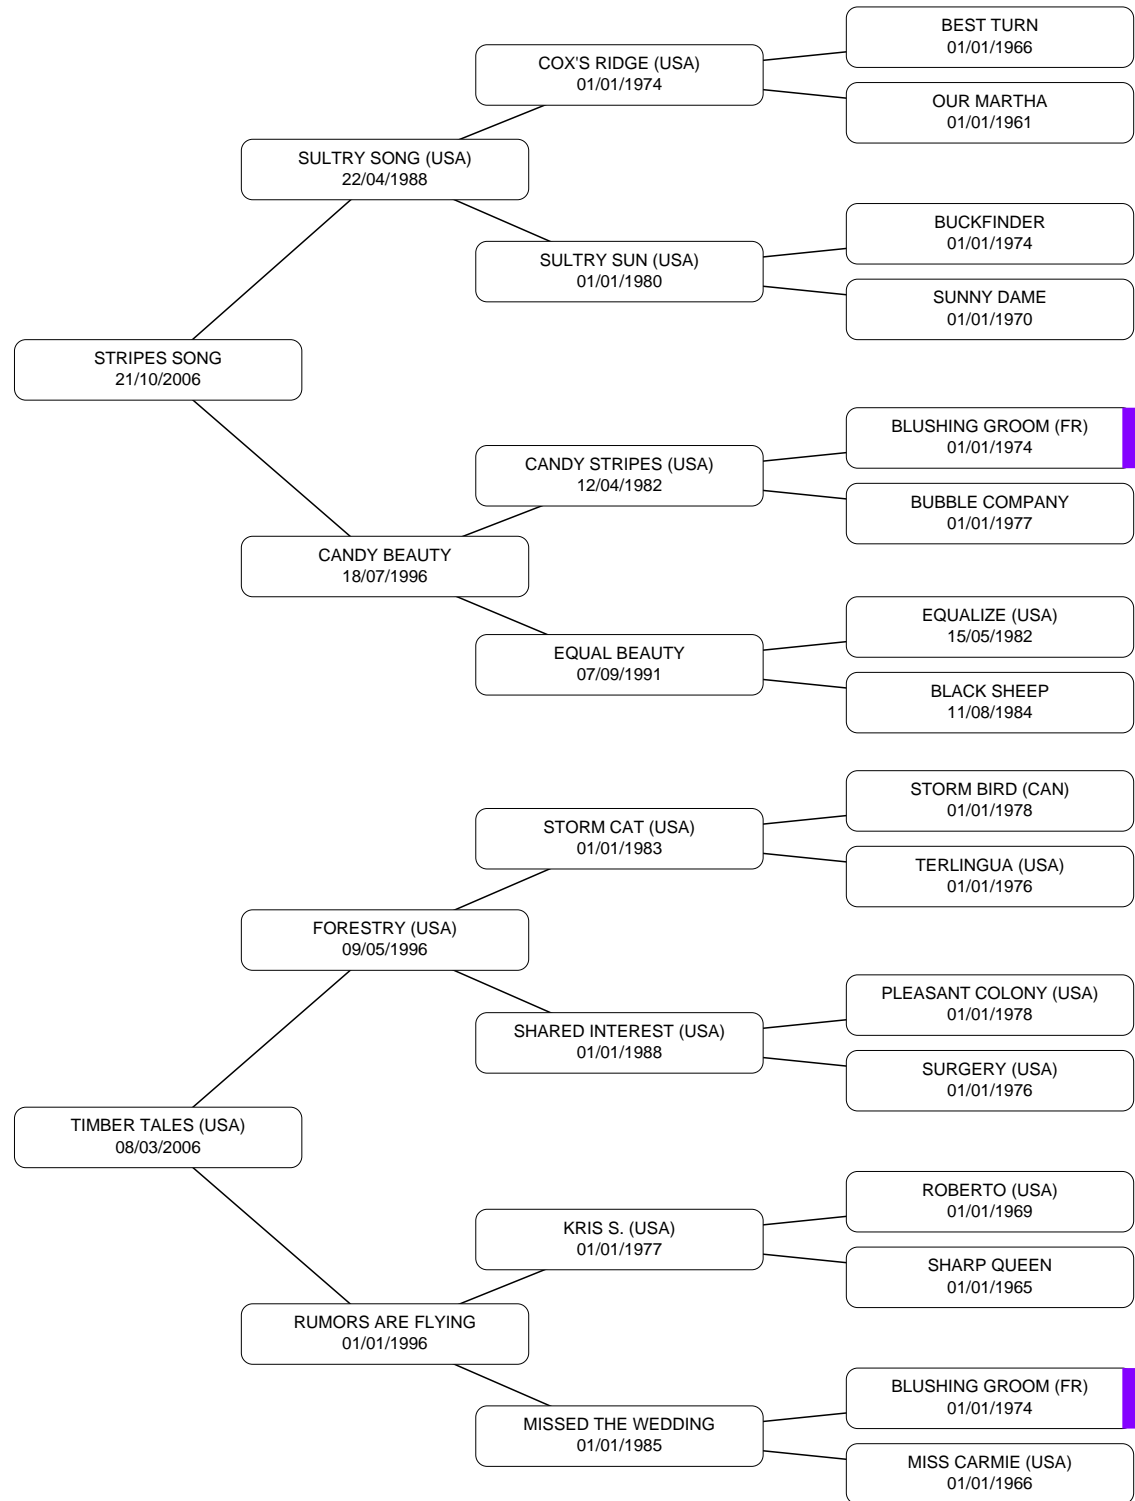 BEST TURN
01/01/1966
COX'S RIDGE (USA)
01/01/1974
OUR MARTHA
01/01/1961
SULTRY SONG (USA)
22/04/1988
BUCKFINDER
01/01/1974
SULTRY SUN (USA)
01/01/1980
SUNNY DAME
01/01/1970
STRIPES SONG
21/10/2006
BLUSHING GROOM (FR)
01/01/1974
CANDY STRIPES (USA)
12/04/1982
BUBBLE COMPANY
01/01/1977
CANDY BEAUTY
18/07/1996
EQUALIZE (USA)
15/05/1982
EQUAL BEAUTY
07/09/1991
BLACK SHEEP
11/08/1984
STORM BIRD (CAN)
01/01/1978
STORM CAT (USA)
01/01/1983
TERLINGUA (USA)
01/01/1976
FORESTRY (USA)
09/05/1996
PLEASANT COLONY (USA)
01/01/1978
SHARED INTEREST (USA)
01/01/1988
SURGERY (USA)
01/01/1976
TIMBER TALES (USA)
08/03/2006
ROBERTO (USA)
01/01/1969
KRIS S. (USA)
01/01/1977
SHARP QUEEN
01/01/1965
RUMORS ARE FLYING
01/01/1996
BLUSHING GROOM (FR)
01/01/1974
MISSED THE WEDDING
01/01/1985
MISS CARMIE (USA)
01/01/1966